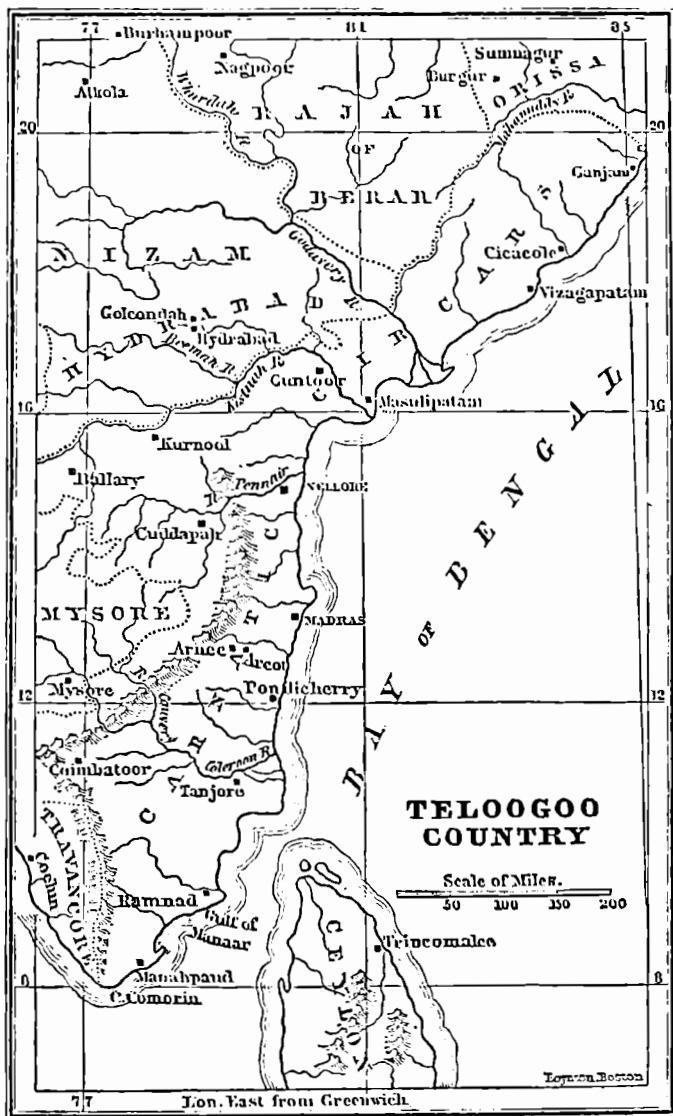 77 81 85
Burhampoor
Nagpoor
Sumnagur
Burgur
ORISSA
Akola
Whirdah R.
RAJAH
OF
BERAR
Mahanuddy R
20 20
Ganjam
NIZAM
Godavery R.
Cicacole
CIRCARS
Vizagapatam
Golcondah
HYDRABAD
Hydrabad
Beemah R.
Kistnah R
Guntoor
Masulipatam
16 16
Kurnool
Ballary
Pennair
NELLORE
Cuddapah
BAY OF BENGAL
MYSORE
CARNATIC
MADRAS
Arnee
Arcot
Mysore
Cauvery
Pondicherry
12 12
Coimbatoor
Coleroon R.
Tanjore
TELOOGOO
COUNTRY
Scale of Miles.
50 100 150 200
TRAVANCORE
Cochin
Ramnad
Gulf of
Manaar
CEYLON
Trincomalee
Manahpaud
8 8
C. Comorin
77
Lon. East from Greenwich
Boynton, Boston